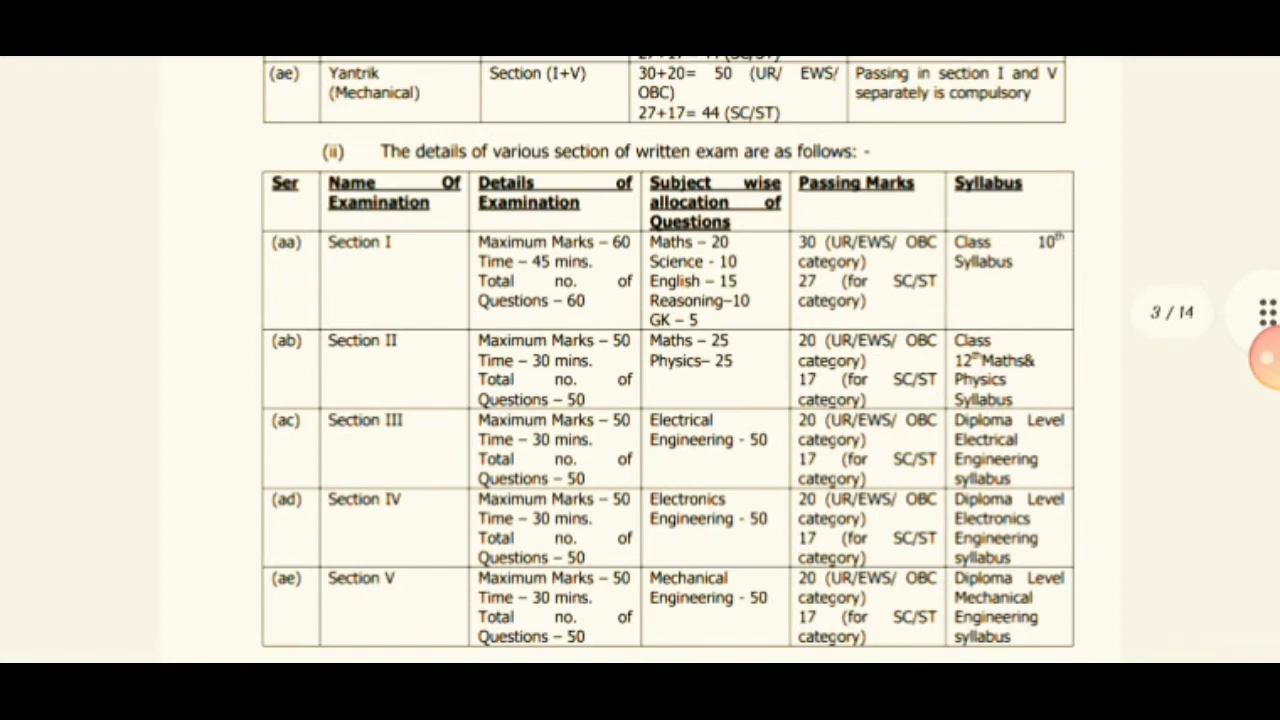 27+17= 44 (SC/ST)
(ae) Yantrik (Mechanical) Section (I+V) 30+20= 50 (UR/ EWS/ OBC) 27+17= 44 (SC/ST) Passing in section I and V separately is compulsory
(ii) The details of various section of written exam are as follows: -
Ser Name Of Examination Details of Examination Subject wise allocation of Questions Passing Marks Syllabus
(aa) Section I Maximum Marks – 60 Time – 45 mins. Total no. of Questions – 60 Maths – 20 Science - 10 English – 15 Reasoning–10 GK – 5 30 (UR/EWS/ OBC category) 27 (for SC/ST category) Class 10th Syllabus
(ab) Section II Maximum Marks – 50 Time – 30 mins. Total no. of Questions – 50 Maths – 25 Physics– 25 20 (UR/EWS/ OBC category) 17 (for SC/ST category) Class 12th Maths& Physics Syllabus
(ac) Section III Maximum Marks – 50 Time – 30 mins. Total no. of Questions – 50 Electrical Engineering - 50 20 (UR/EWS/ OBC category) 17 (for SC/ST category) Diploma Level Electrical Engineering syllabus
(ad) Section IV Maximum Marks – 50 Time – 30 mins. Total no. of Questions – 50 Electronics Engineering - 50 20 (UR/EWS/ OBC category) 17 (for SC/ST category) Diploma Level Electronics Engineering syllabus
(ae) Section V Maximum Marks – 50 Time – 30 mins. Total no. of Questions – 50 Mechanical Engineering - 50 20 (UR/EWS/ OBC category) 17 (for SC/ST category) Diploma Level Mechanical Engineering syllabus
3 / 14